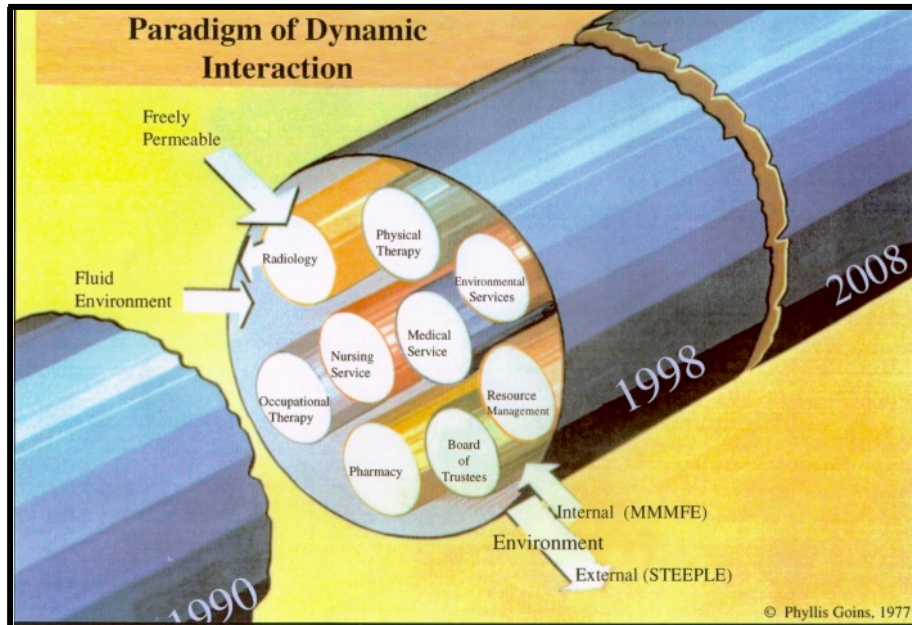 Paradigm of Dynamic
Interaction
Freely
Permeable
Radiology
Physical
Therapy
Environmental
Services
Fluid
Environment
Nursing
Service
Medical
Service
Occupational
Therapy
Resource
Management
Pharmacy
Board
of
Trustees
2008
1998
1990
Internal (MMMFE)
Environment
External (STEEPLE)
© Phyllis Goins, 1977